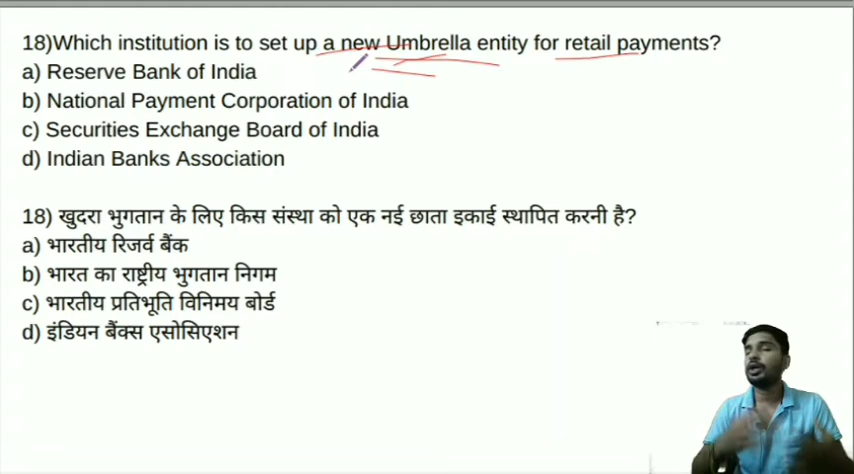 18)Which institution is to set up a new Umbrella entity for retail payments?
a) Reserve Bank of India
b) National Payment Corporation of India
c) Securities Exchange Board of India
d) Indian Banks Association
18) खुदरा भुगतान के लिए किस संस्था को एक नई छाता इकाई स्थापित करनी है?
a) भारतीय रिजर्व बैंक
b) भारत का राष्ट्रीय भुगतान निगम
c) भारतीय प्रतिभूति विनिमय बोर्ड
d) इंडियन बैंक्स एसोसिएशन